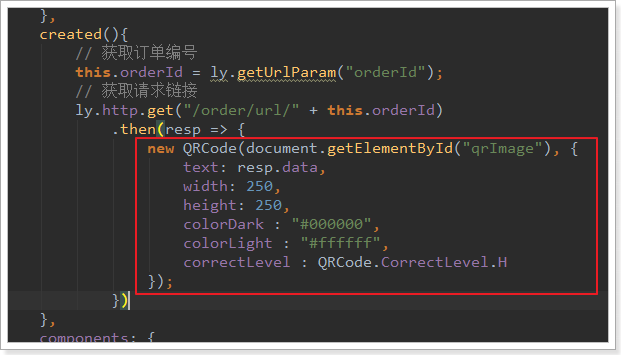 },
created(){
// 获取订单编号
this.orderId = ly.getUrlParam("orderId");
// 获取请求链接
ly.http.get("/order/url/" + this.orderId)
.then(resp => {
new QRCode(document.getElementById("qrImage"), {
text: resp.data,
width: 250,
height: 250,
colorDark : "#000000",
colorLight : "#ffffff",
correctLevel : QRCode.CorrectLevel.H
});
})
},
components: {